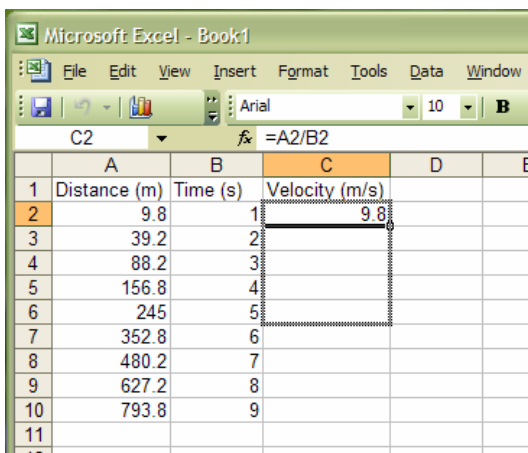 Microsoft Excel - Book1
File Edit View Insert Format Tools Data Window
Arial 10 B
C2 fx =A2/B2
A B C D
1 Distance (m) Time (s) Velocity (m/s)
2 9.8 1 9.8
3 39.2 2
4 88.2 3
5 156.8 4
6 245 5
7 352.8 6
8 480.2 7
9 627.2 8
10 793.8 9
11